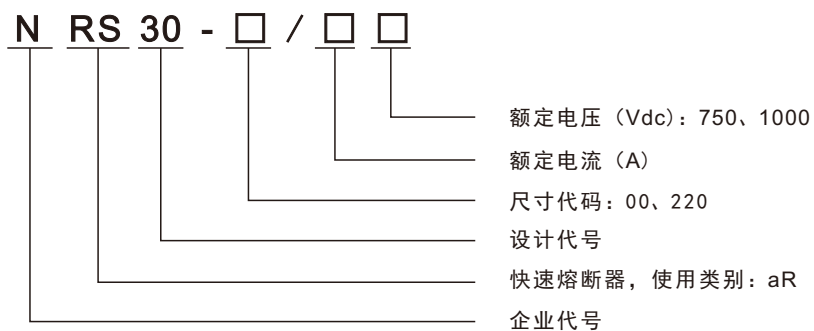 N RS 30 - □ / □ □
额定电压（Vdc）：750、1000
额定电流（A）
尺寸代码：00、220
设计代号
快速熔断器，使用类别：aR
企业代号